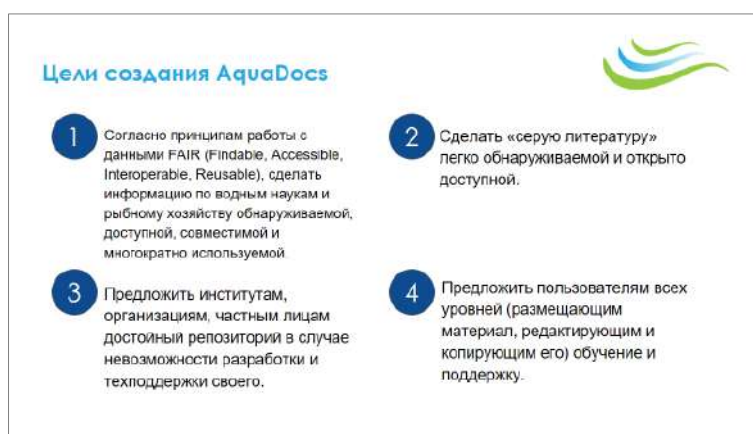 Цели создания AquaDocs
1
Согласно принципам работы с
данными FAIR (Findable, Accessible,
Interoperable, Reusable), сделать
информацию по водным наукам и
рыбному хозяйству обнаруживаемой,
доступной, совместимой и
многократно используемой.
2
Сделать «серую литературу»
легко обнаруживаемой и открыто
доступной.
3
Предложить институтам,
организациям, частным лицам
достойный репозиторий в случае
невозможности разработки и
техподдержки своего.
4
Предложить пользователям всех
уровней (размещающим
материал, редактирующим и
копирующим его) обучение и
поддержку.